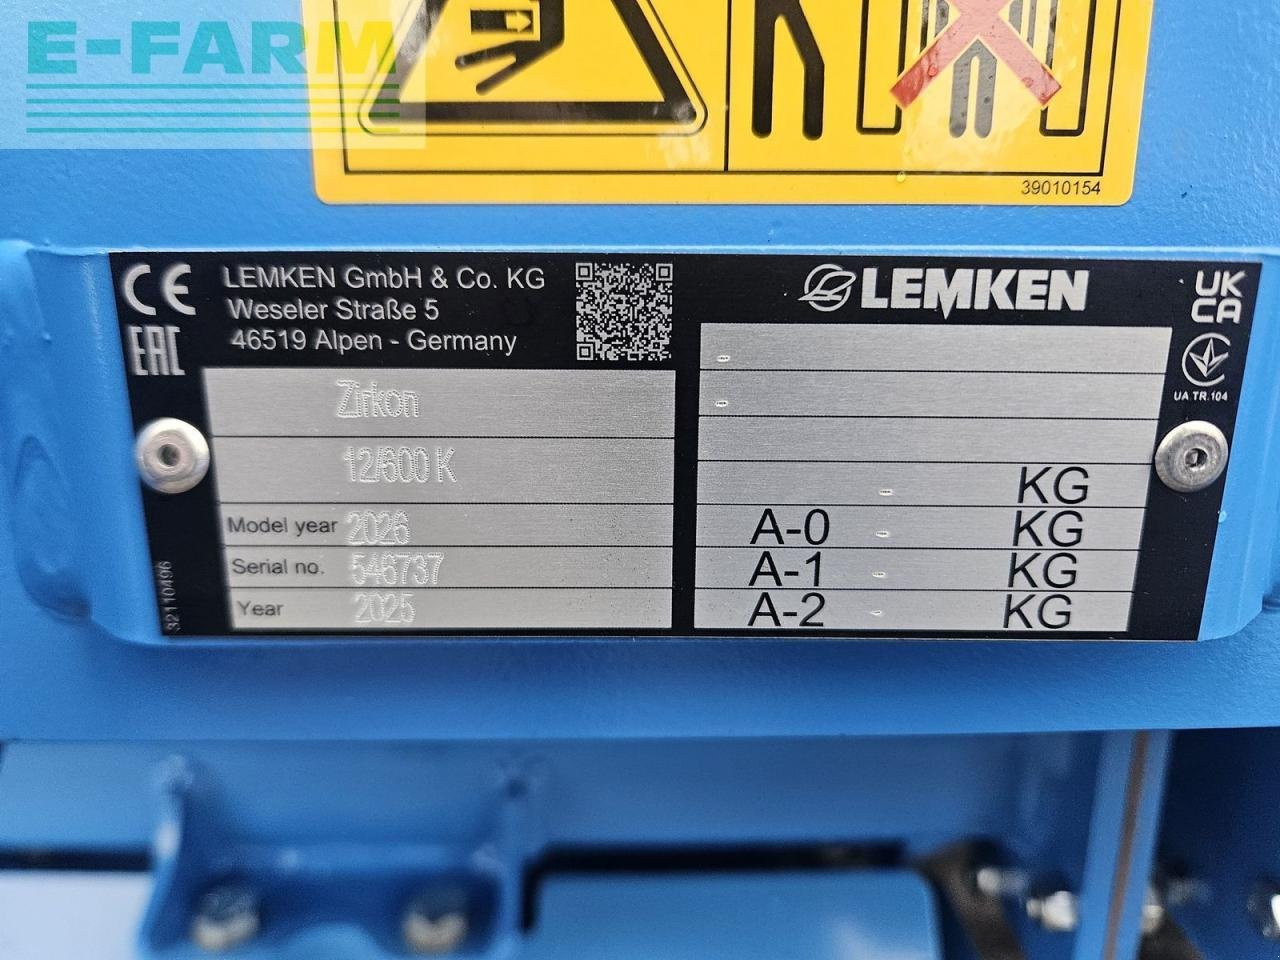 E-FARM
39010154
CE
EAC
LEMKEN GmbH & Co. KG
Weseler Straße 5
46519 Alpen - Germany
LEMKEN
UK
CA
UA.TR.104
Zirkon
12/600 K
Model year 2026
Serial no. 546737
Year 2025
-
-
- KG
A-0 - KG
A-1 - KG
A-2 - KG
32110496